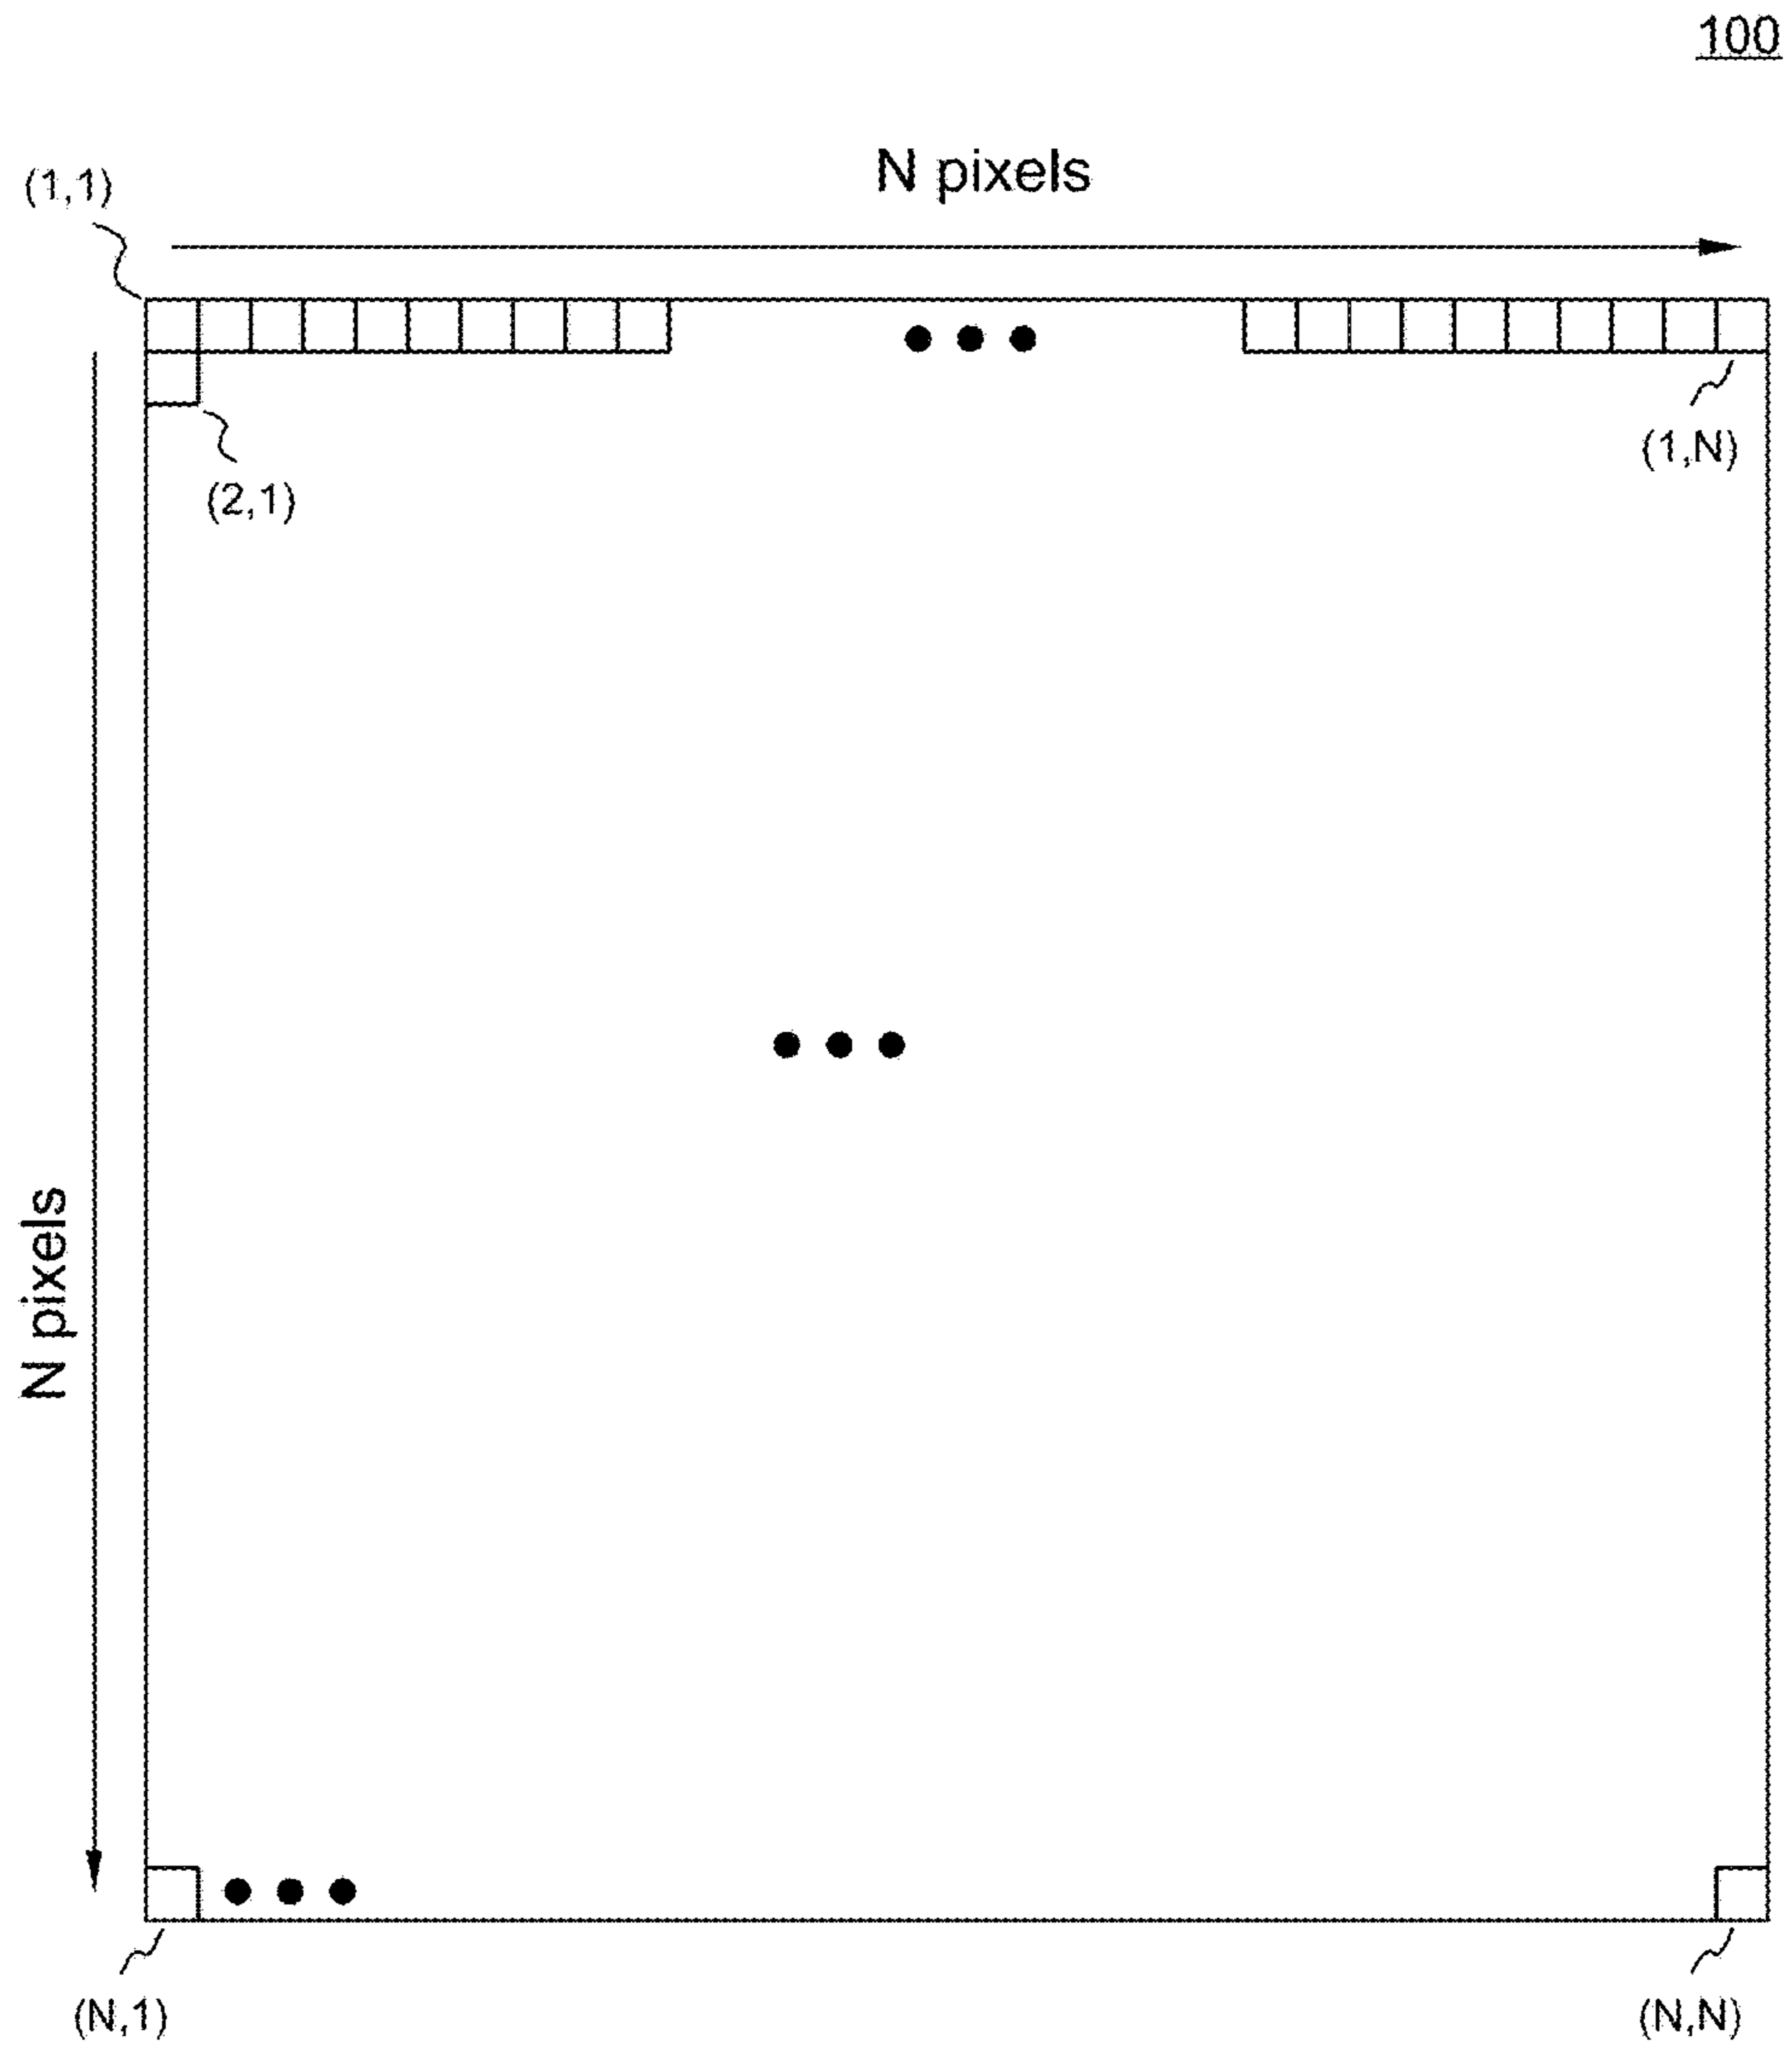 100
N pixels
(1,1)
(1,N)
(2,1)
N pixels
(N,1)
(N,N)